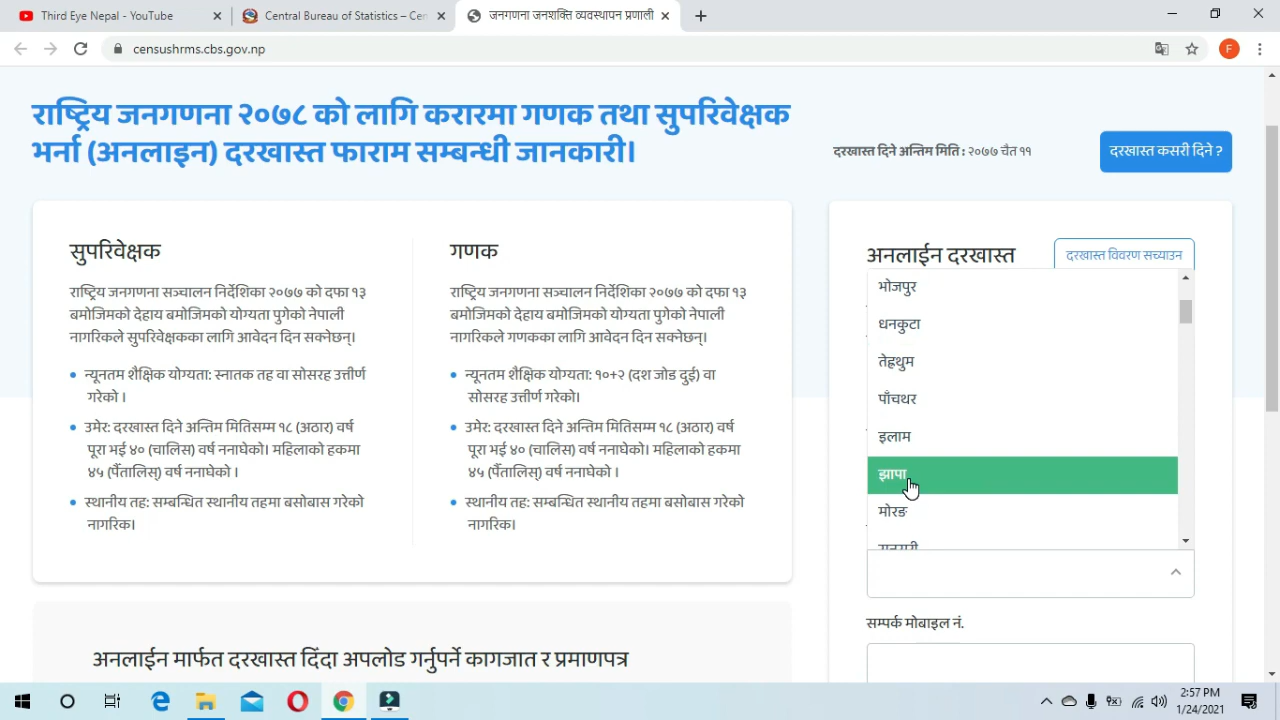 Third Eye Nepal - YouTube
Central Bureau of Statistics – Cen
जनगणना जनशक्ति व्यवस्थापन प्रणाली
censushrms.cbs.gov.np
F
राष्ट्रिय जनगणना २०७८ को लागि करारमा गणक तथा सुपरिवेक्षक
भर्ना (अनलाइन) दरखास्त फाराम सम्बन्धी जानकारी।
दरखास्त दिने अन्तिम मिति : २०७७ चैत ११
दरखास्त कसरी दिने ?
सुपरिवेक्षक
राष्ट्रिय जनगणना सञ्चालन निर्देशिका २०७७ को दफा १३
बमोजिमको देहाय बमोजिमको योग्यता पुगेको नेपाली
नागरिकले सुपरिवेक्षकका लागि आवेदन दिन सक्नेछन्।
न्यूनतम शैक्षिक योग्यता: स्नातक तह वा सोसरह उत्तीर्ण
गरेको ।
उमेर: दरखास्त दिने अन्तिम मितिसम्म १८ (अठार) वर्ष
पूरा भई ४० (चालिस) वर्ष ननाघेको। महिलाको हकमा
४५ (पैँतालिस्) वर्ष ननाघेको ।
स्थानीय तह: सम्बन्धित स्थानीय तहमा बसोबास गरेको
नागरिक।
गणक
राष्ट्रिय जनगणना सञ्चालन निर्देशिका २०७७ को दफा १३
बमोजिमको देहाय बमोजिमको योग्यता पुगेको नेपाली
नागरिकले गणकका लागि आवेदन दिन सक्नेछन्।
न्यूनतम शैक्षिक योग्यता: १०+२ (दश जोड दुई) वा
सोसरह उत्तीर्ण गरेको।
उमेर: दरखास्त दिने अन्तिम मितिसम्म १८ (अठार) वर्ष
पूरा भई ४० (चालिस) वर्ष ननाघेको। महिलाको हकमा
४५ (पैँतालिस्) वर्ष ननाघेको ।
स्थानीय तह: सम्बन्धित स्थानीय तहमा बसोबास गरेको
नागरिक।
अनलाईन दरखास्त
दरखास्त विवरण सच्याउन
भोजपुर
धनकुटा
तेह्रथुम
पाँचथर
इलाम
झापा
मोरङ
सम्पर्क मोबाइल नं.
अनलाईन मार्फत दरखास्त दिँदा अपलोड गर्नुपर्ने कागजात र प्रमाणपत्र
2:57 PM
1/24/2021